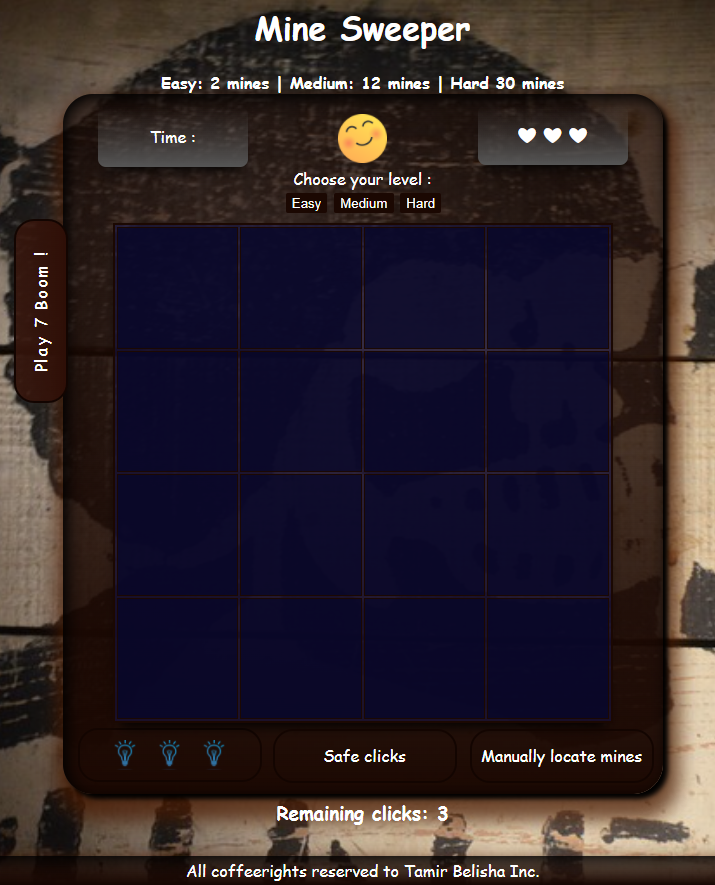 Mine Sweeper
Easy: 2 mines | Medium: 12 mines | Hard 30 mines
Time :
Choose your level :
Easy Medium Hard
Play 7 Boom !
Safe clicks
Manually locate mines
Remaining clicks: 3
All coffeerights reserved to Tamir Belisha Inc.